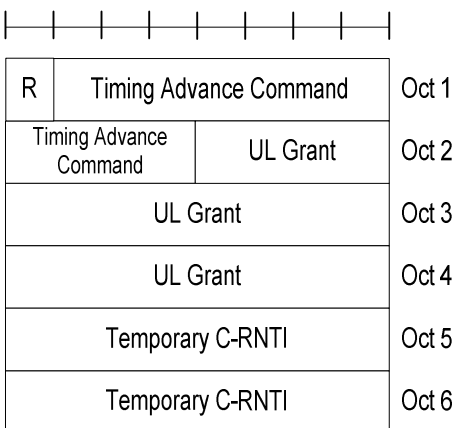 R Timing Advance Command Oct 1
Timing Advance
Command UL Grant Oct 2
UL Grant Oct 3
UL Grant Oct 4
Temporary C-RNTI Oct 5
Temporary C-RNTI Oct 6